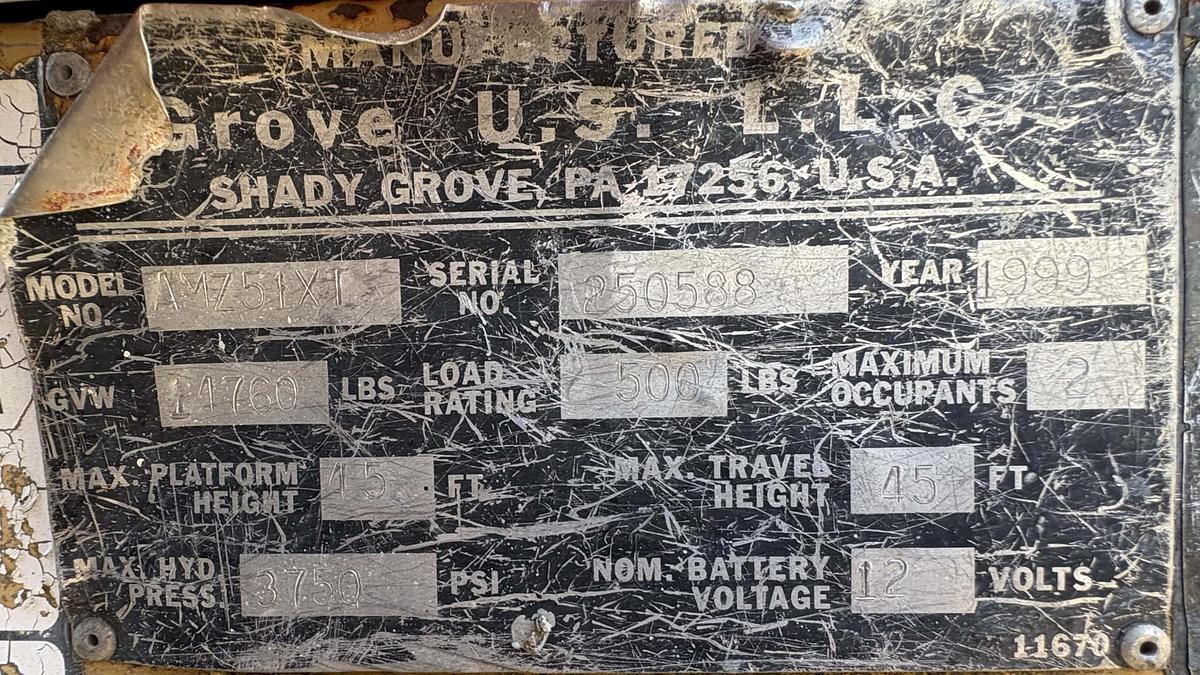 MANUFACTURED
Grove U.S. L.L.C.
SHADY GROVE, PA 17256, U.S.A.
MODEL NO. AMZ51XT SERIAL NO. 250588 YEAR 1999
GVW 14760 LBS LOAD RATING 500 LBS MAXIMUM OCCUPANTS 2
MAX. PLATFORM HEIGHT 45 FT MAX. TRAVEL HEIGHT 45 FT
MAX. HYD. PRESS. 3750 PSI NOM. BATTERY VOLTAGE 12 VOLTS
11670